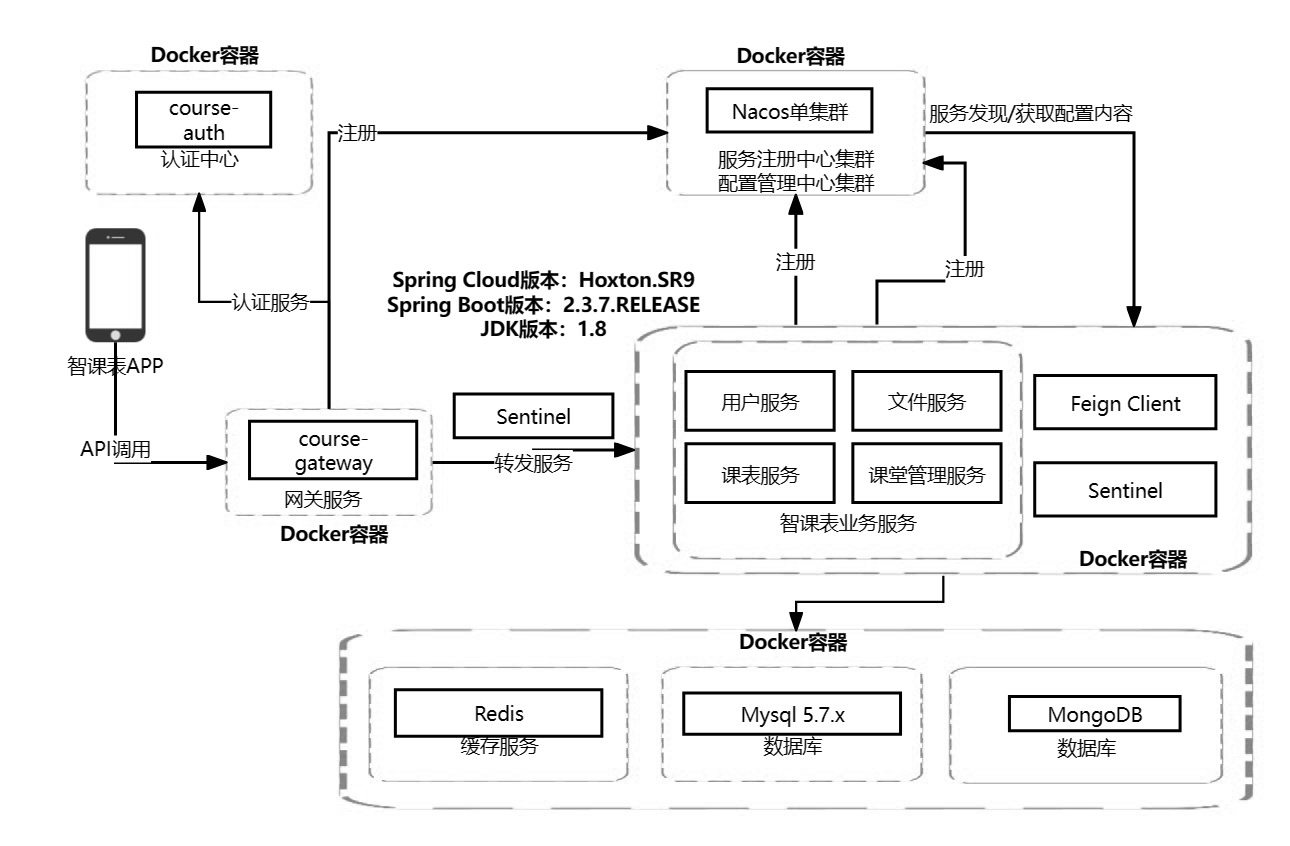 Docker容器
course-
auth
认证中心
Docker容器
Nacos单集群
服务注册中心集群
配置管理中心集群
服务发现/获取配置内容
注册
注册
注册
认证服务
Spring Cloud版本：Hoxton.SR9
Spring Boot版本：2.3.7.RELEASE
JDK版本：1.8
智课表APP
API调用
course-
gateway
网关服务
Docker容器
Sentinel
转发服务
用户服务
文件服务
课表服务
课堂管理服务
智课表业务服务
Feign Client
Sentinel
Docker容器
Docker容器
Redis
缓存服务
Mysql 5.7.x
数据库
MongoDB
数据库